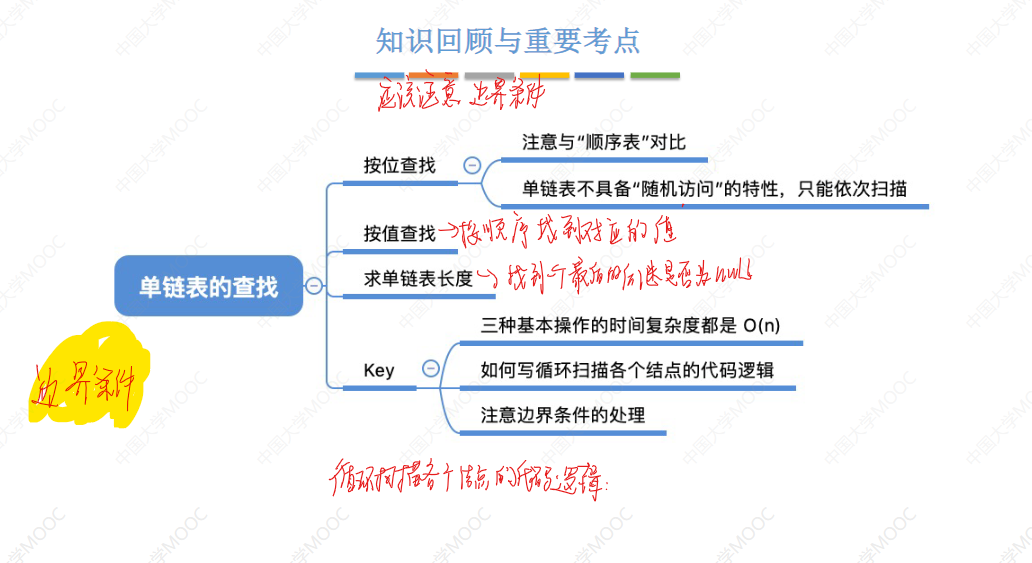 知识回顾与重要考点
应该注意 边界条件
注意与“顺序表”对比
按位查找
单链表不具备“随机访问”的特性，只能依次扫描
按值查找
按顺序找到对应的值
单链表的查找
求单链表长度
找到个最后的 是否为null
三种基本操作的时间复杂度都是 O(n)
Key
如何写循环扫描各个结点的代码逻辑
注意边界条件的处理
边界条件
循环扫描各个结点的代码逻辑:
中国大学MOOC